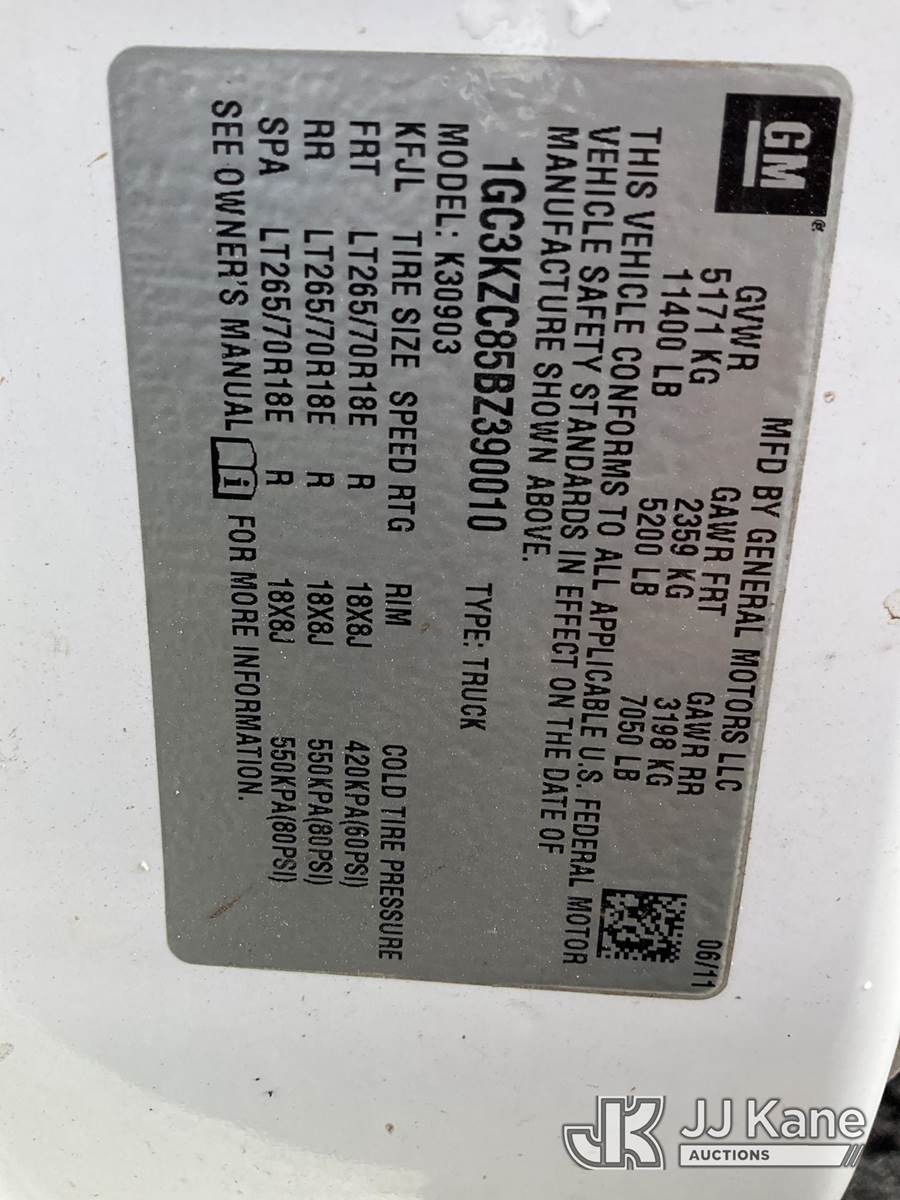 GM®
MFD BY GENERAL MOTORS LLC 06/11
GVWR GAWR FRT GAWR RR
5171 KG 2359 KG 3198 KG
11400 LB 5200 LB 7050 LB
THIS VEHICLE CONFORMS TO ALL APPLICABLE U.S. FEDERAL MOTOR
VEHICLE SAFETY STANDARDS IN EFFECT ON THE DATE OF
MANUFACTURE SHOWN ABOVE.
1GC3KZC85BZ390010 TYPE: TRUCK
MODEL: K30903
KFJL TIRE SIZE SPEED RTG RIM COLD TIRE PRESSURE
FRT LT265/70R18E R 18X8J 420KPA(60PSI)
RR LT265/70R18E R 18X8J 550KPA(80PSI)
SPA LT265/70R18E R 18X8J 550KPA(80PSI)
SEE OWNER'S MANUAL i FOR MORE INFORMATION.
JK JJ Kane
AUCTIONS